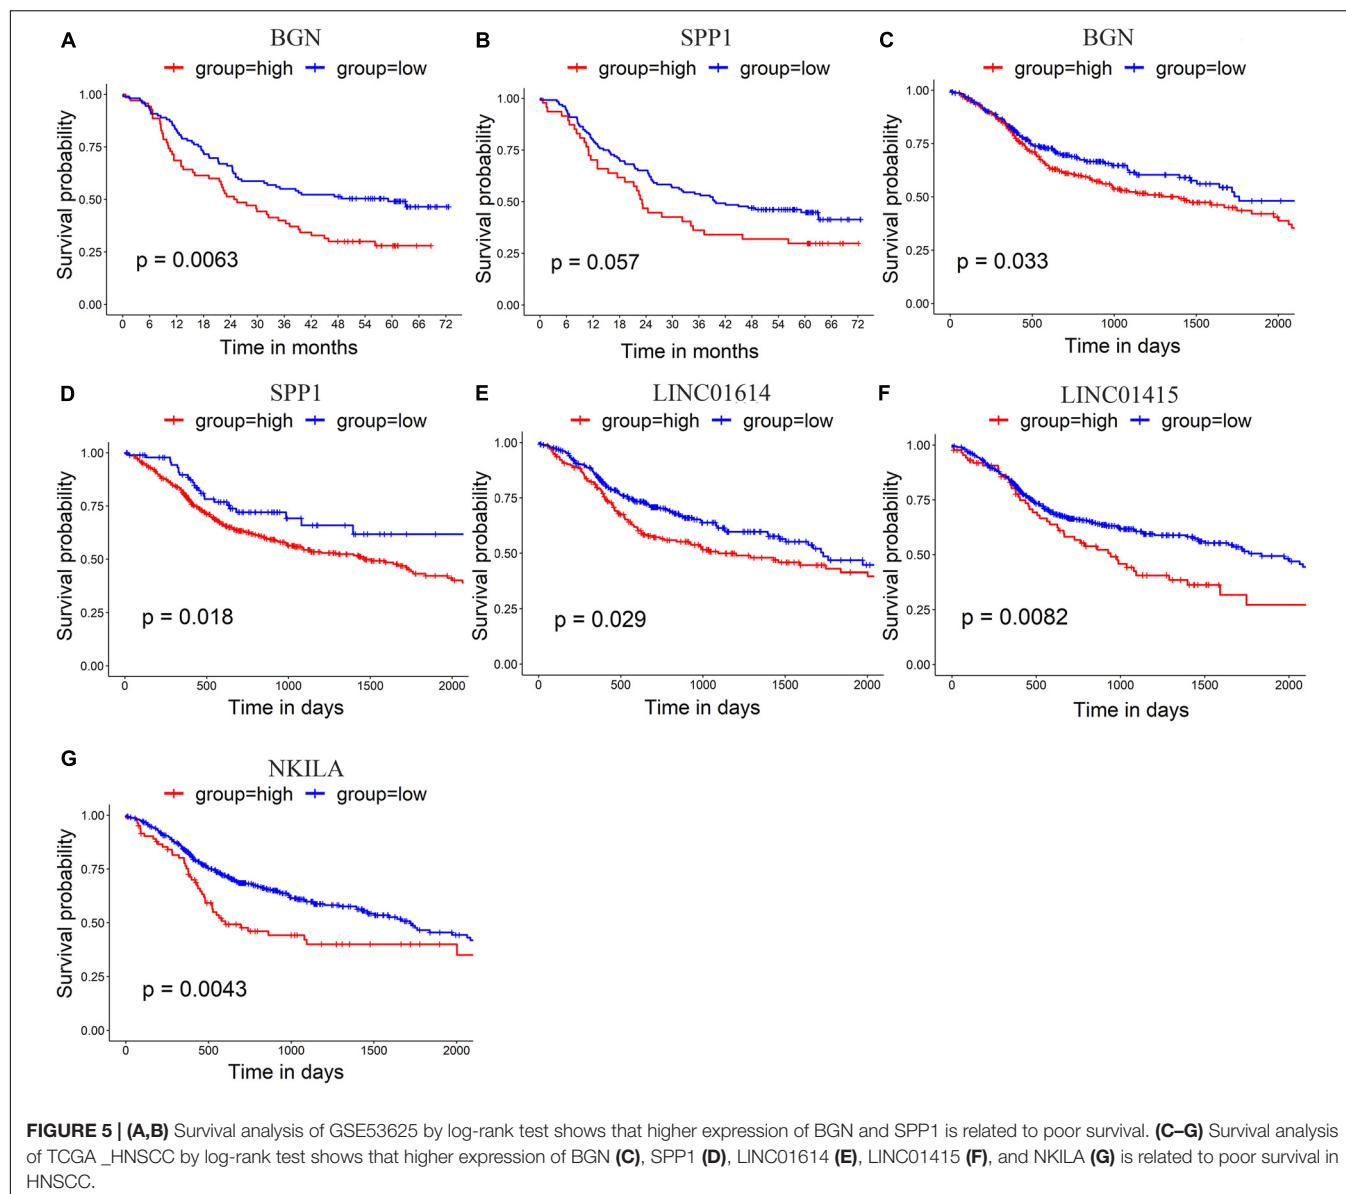 A
BGN
group=high group=low
Survival probability
1.00
0.75
0.50
0.25
0.00
p = 0.0063
0 6 12 18 24 30 36 42 48 54 60 66 72
Time in months
B
SPP1
group=high group=low
Survival probability
1.00
0.75
0.50
0.25
0.00
p = 0.057
0 6 12 18 24 30 36 42 48 54 60 66 72
Time in months
C
BGN
group=high group=low
Survival probability
1.00
0.75
0.50
0.25
0.00
p = 0.033
0 500 1000 1500 2000
Time in days
D
SPP1
group=high group=low
Survival probability
1.00
0.75
0.50
0.25
0.00
p = 0.018
0 500 1000 1500 2000
Time in days
E
LINC01614
group=high group=low
Survival probability
1.00
0.75
0.50
0.25
0.00
p = 0.029
0 500 1000 1500 2000
Time in days
F
LINC01415
group=high group=low
Survival probability
1.00
0.75
0.50
0.25
0.00
p = 0.0082
0 500 1000 1500 2000
Time in days
G
NKILA
group=high group=low
Survival probability
1.00
0.75
0.50
0.25
0.00
p = 0.0043
0 500 1000 1500 2000
Time in days
FIGURE 5 | (A,B) Survival analysis of GSE53625 by log-rank test shows that higher expression of BGN and SPP1 is related to poor survival. (C–G) Survival analysis
of TCGA _HNSCC by log-rank test shows that higher expression of BGN (C), SPP1 (D), LINC01614 (E), LINC01415 (F), and NKILA (G) is related to poor survival in
HNSCC.